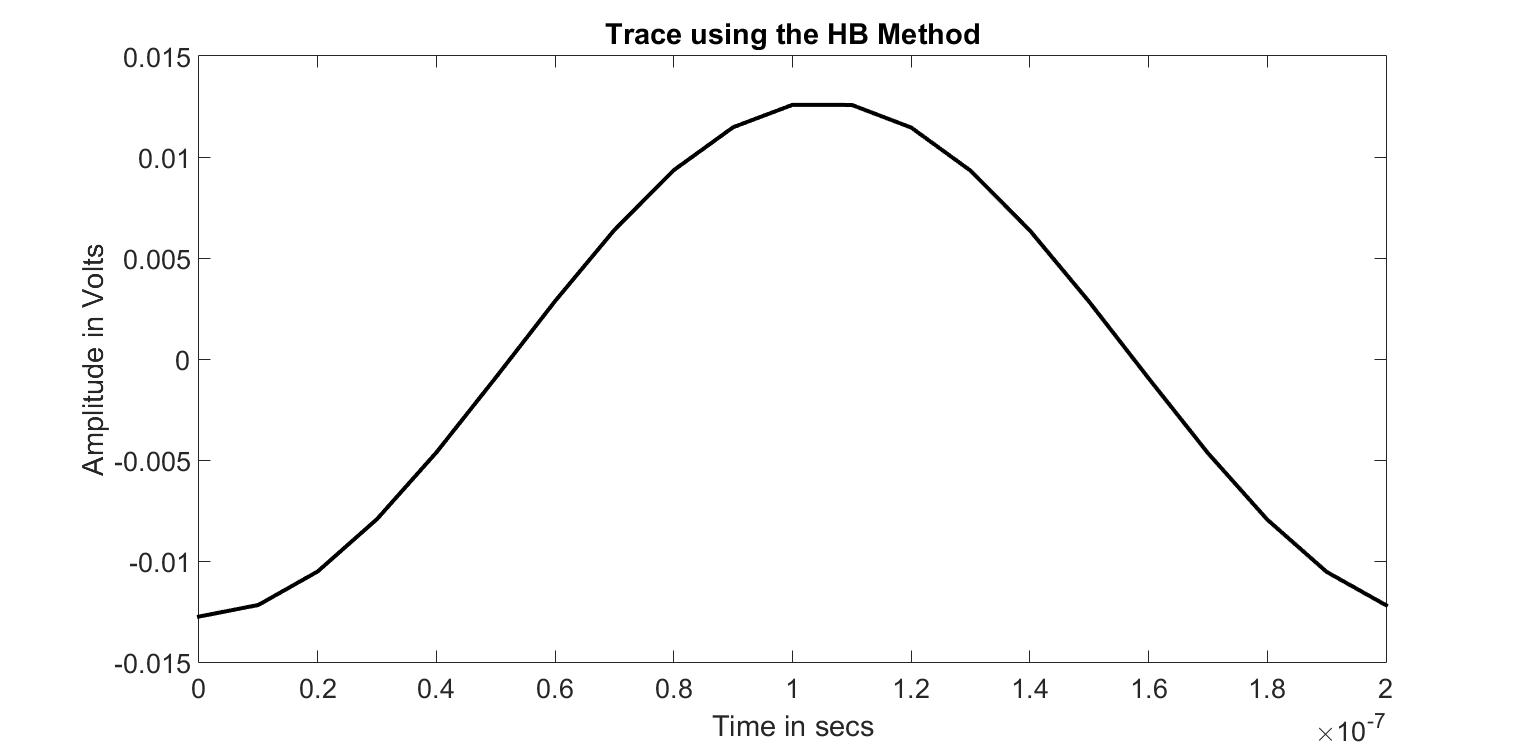 Trace using the HB Method
0.015
0.01
0.005
0
-0.005
-0.01
-0.015
Amplitude in Volts
0 0.2 0.4 0.6 0.8 1 1.2 1.4 1.6 1.8 2
Time in secs
×10-7